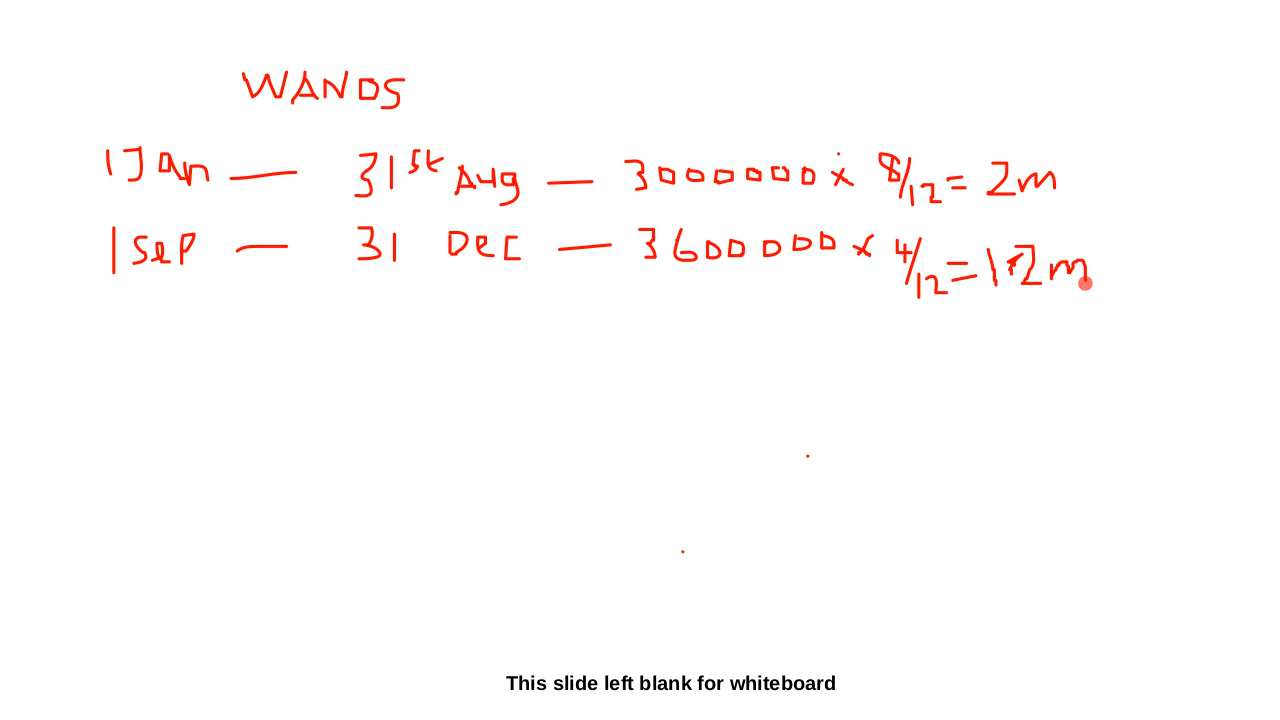 WANDS
1 Jan — 31st Aug — 3000000 x 8/12 = 2m
1 Sep — 31 Dec — 3600000 x 4/12 = 1.2m
This slide left blank for whiteboard